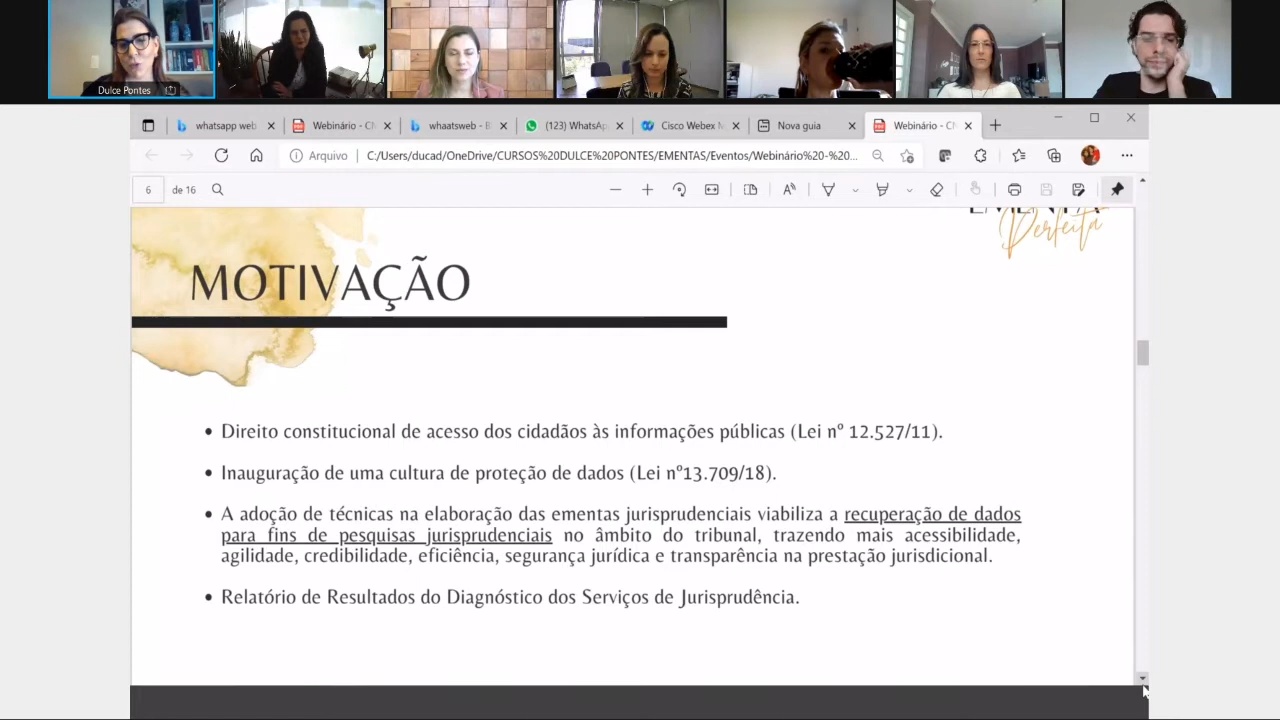 Dulce Pontes
whatsapp web
Webinário - CN
whaatsweb - B
(123) WhatsAp
Cisco Webex M
Nova guia
Webinário - CN
Arquivo
C:/Users/ducad/OneDrive/CURSOS%20DULCE%20PONTES/EMENTAS/Eventos/Webinário%20-%20...
6 de 16
EMENTA
Perfeita
MOTIVAÇÃO
• Direito constitucional de acesso dos cidadãos às informações públicas (Lei nº 12.527/11).
• Inauguração de uma cultura de proteção de dados (Lei nº13.709/18).
• A adoção de técnicas na elaboração das ementas jurisprudenciais viabiliza a recuperação de dados
para fins de pesquisas jurisprudenciais no âmbito do tribunal, trazendo mais acessibilidade,
agilidade, credibilidade, eficiência, segurança jurídica e transparência na prestação jurisdicional.
• Relatório de Resultados do Diagnóstico dos Serviços de Jurisprudência.